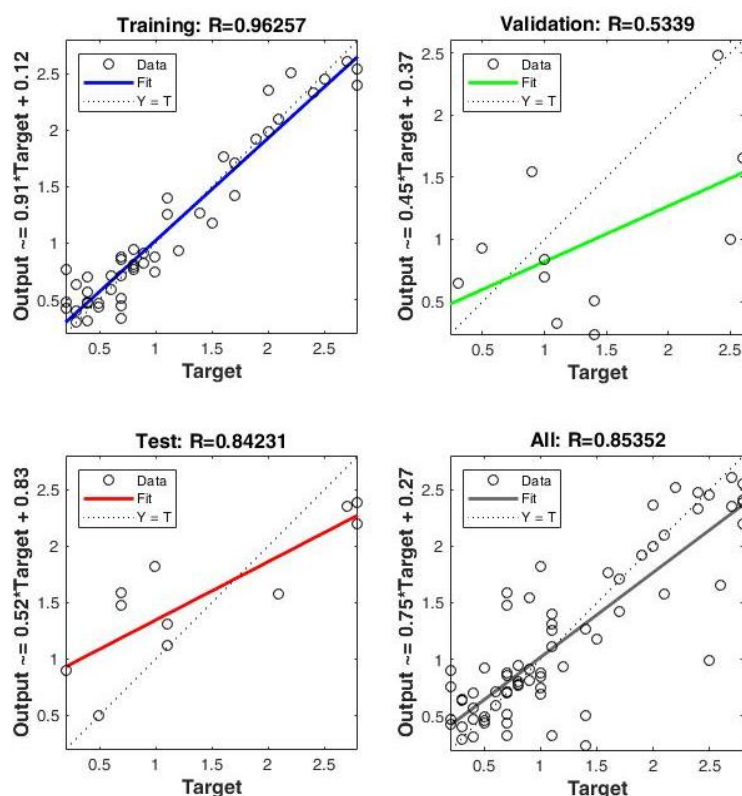 Training: R=0.96257
Output ~= 0.91*Target + 0.12
Data
Fit
Y = T
2.5
2
1.5
1
0.5
0.5 1 1.5 2 2.5
Target
Validation: R=0.5339
Output ~= 0.45*Target + 0.37
Data
Fit
Y = T
2.5
2
1.5
1
0.5
0.5 1 1.5 2 2.5
Target
Test: R=0.84231
Output ~= 0.52*Target + 0.83
Data
Fit
Y = T
2.5
2
1.5
1
0.5
0.5 1 1.5 2 2.5
Target
All: R=0.85352
Output ~= 0.75*Target + 0.27
Data
Fit
Y = T
2.5
2
1.5
1
0.5
0.5 1 1.5 2 2.5
Target